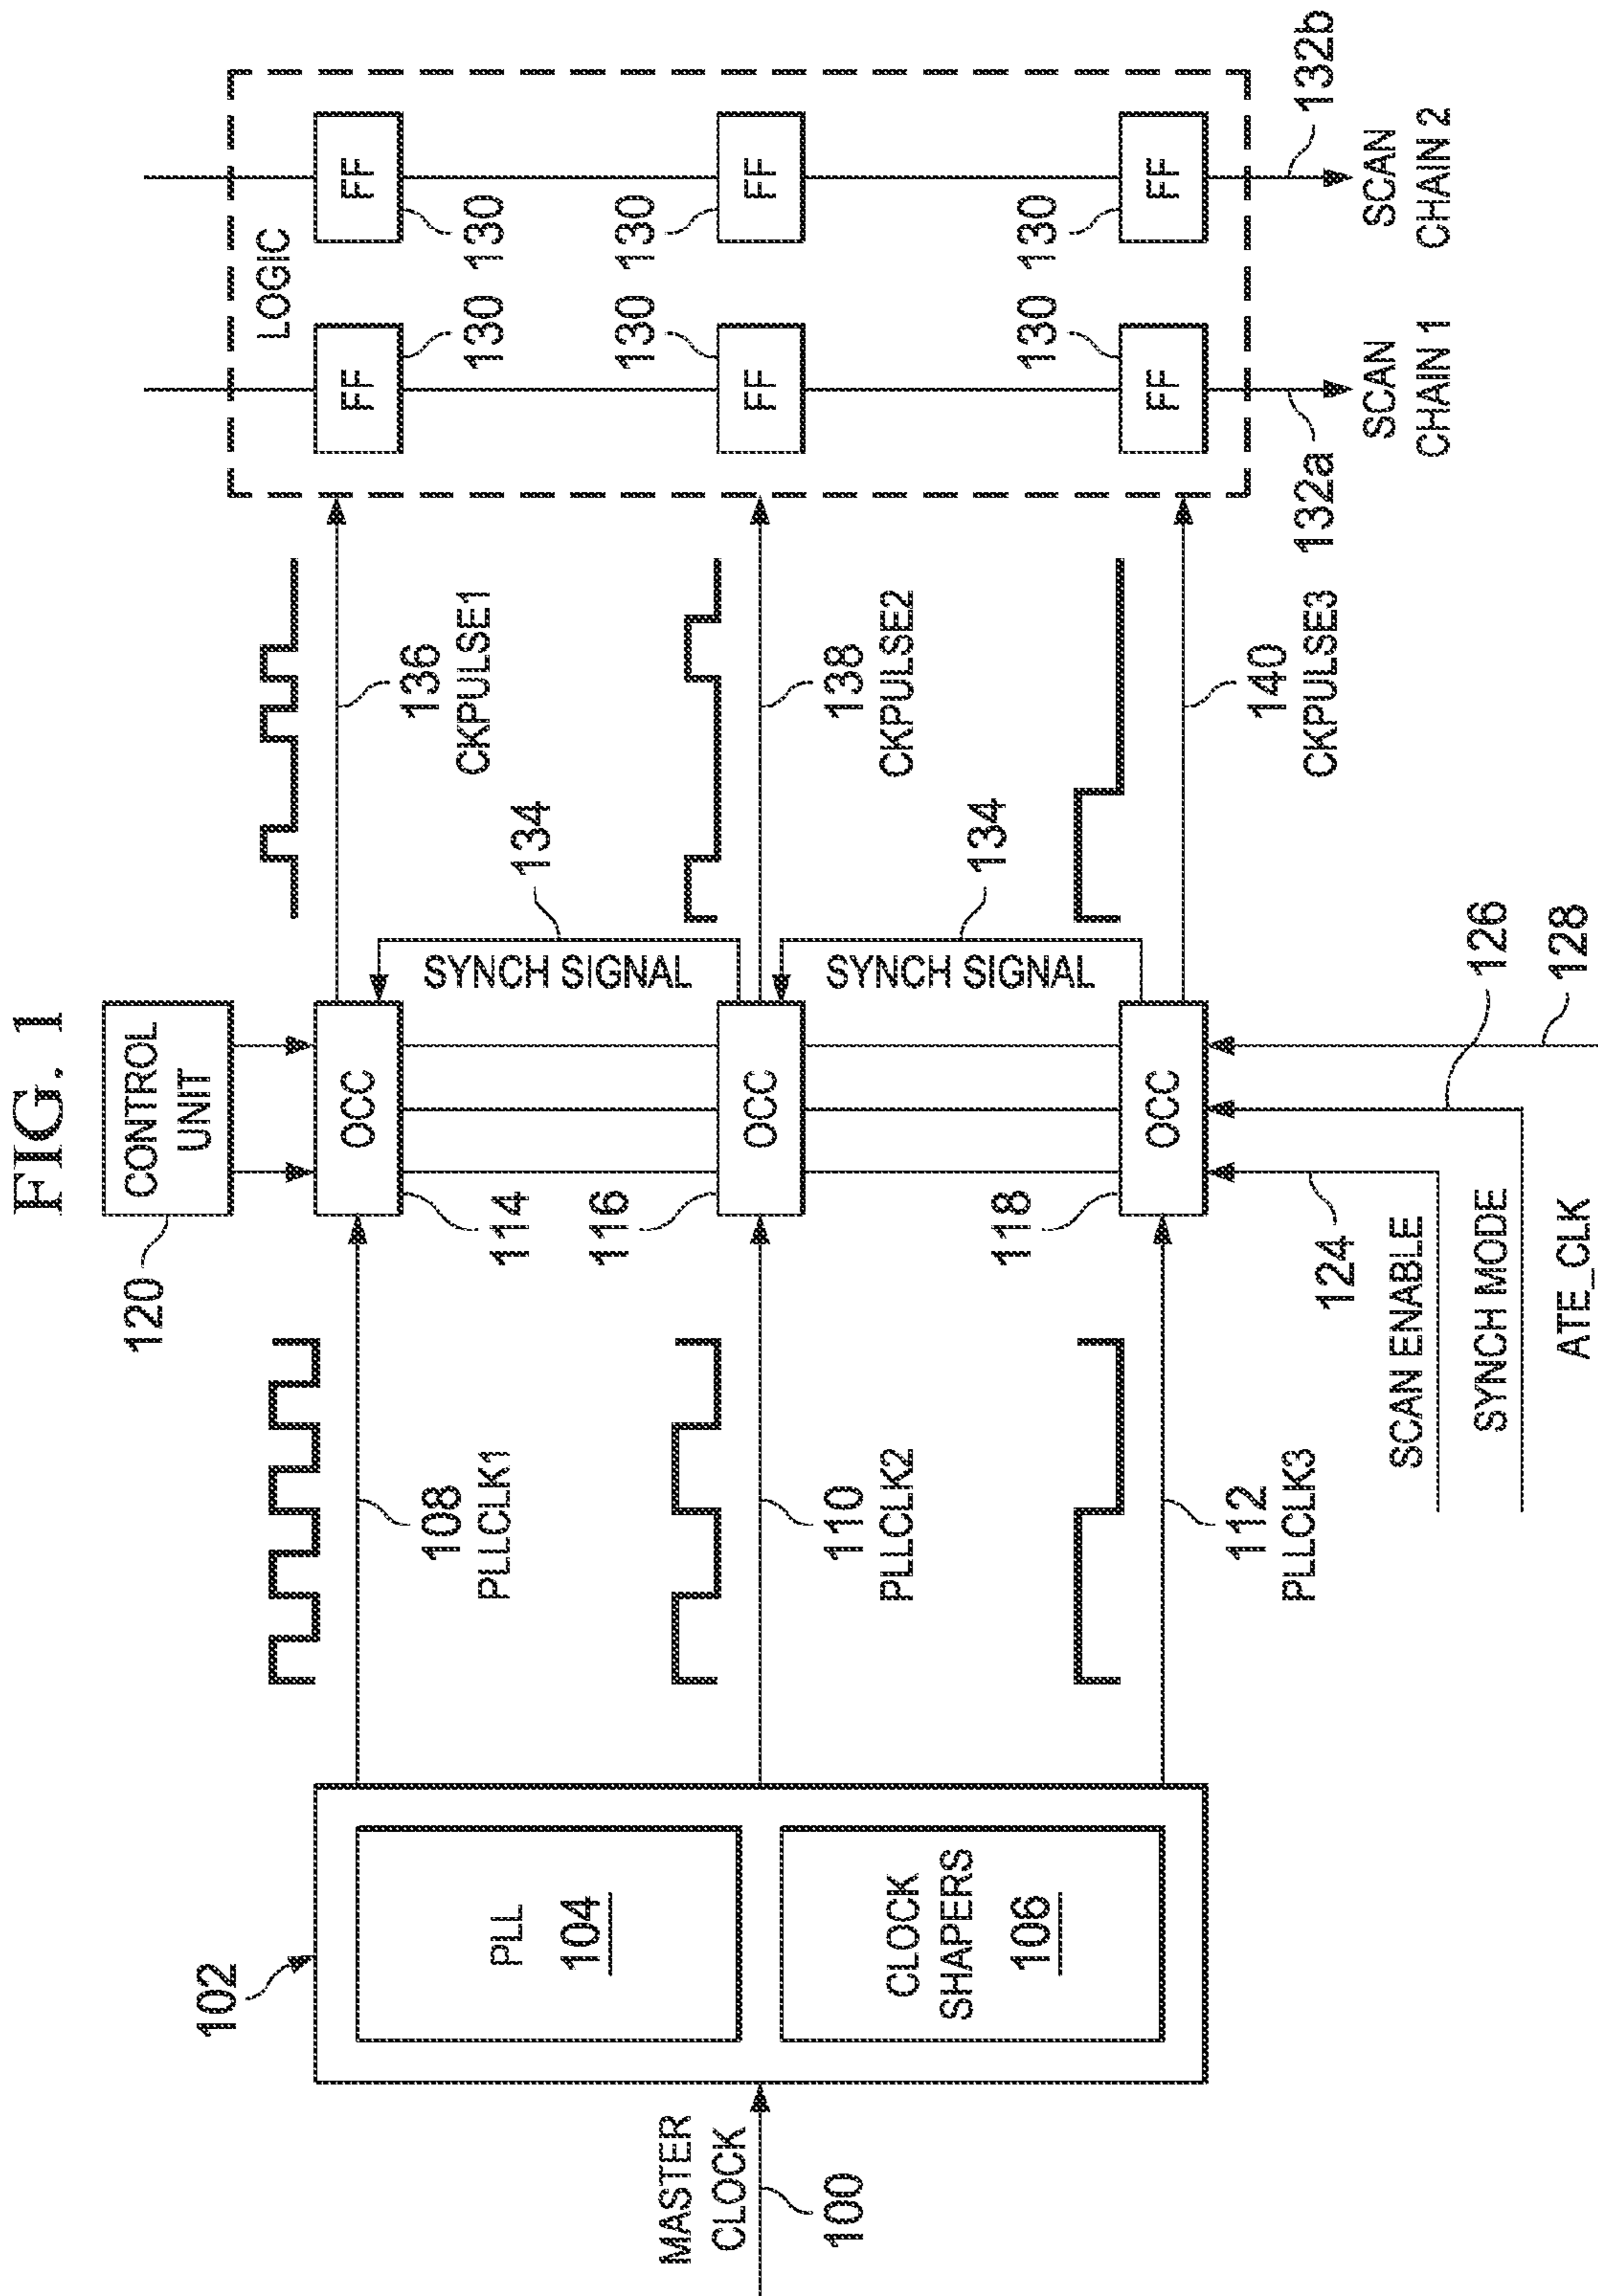 FIG. 1
MASTER
CLOCK
100
102
PLL
104
CLOCK
SHAPERS
106
108
PLLCLK1
110
PLLCLK2
112
PLLCLK3
120
CONTROL
UNIT
OCC
114
OCC
116
OCC
118
SYNCH SIGNAL
134
SYNCH SIGNAL
134
SCAN ENABLE
124
SYNCH MODE
126
ATE_CLK
128
136
CKPULSE1
138
CKPULSE2
140
CKPULSE3
LOGIC
FF
130
FF
130
FF
130
FF
130
FF
130
FF
130
132a
132b
SCAN
CHAIN 1
SCAN
CHAIN 2